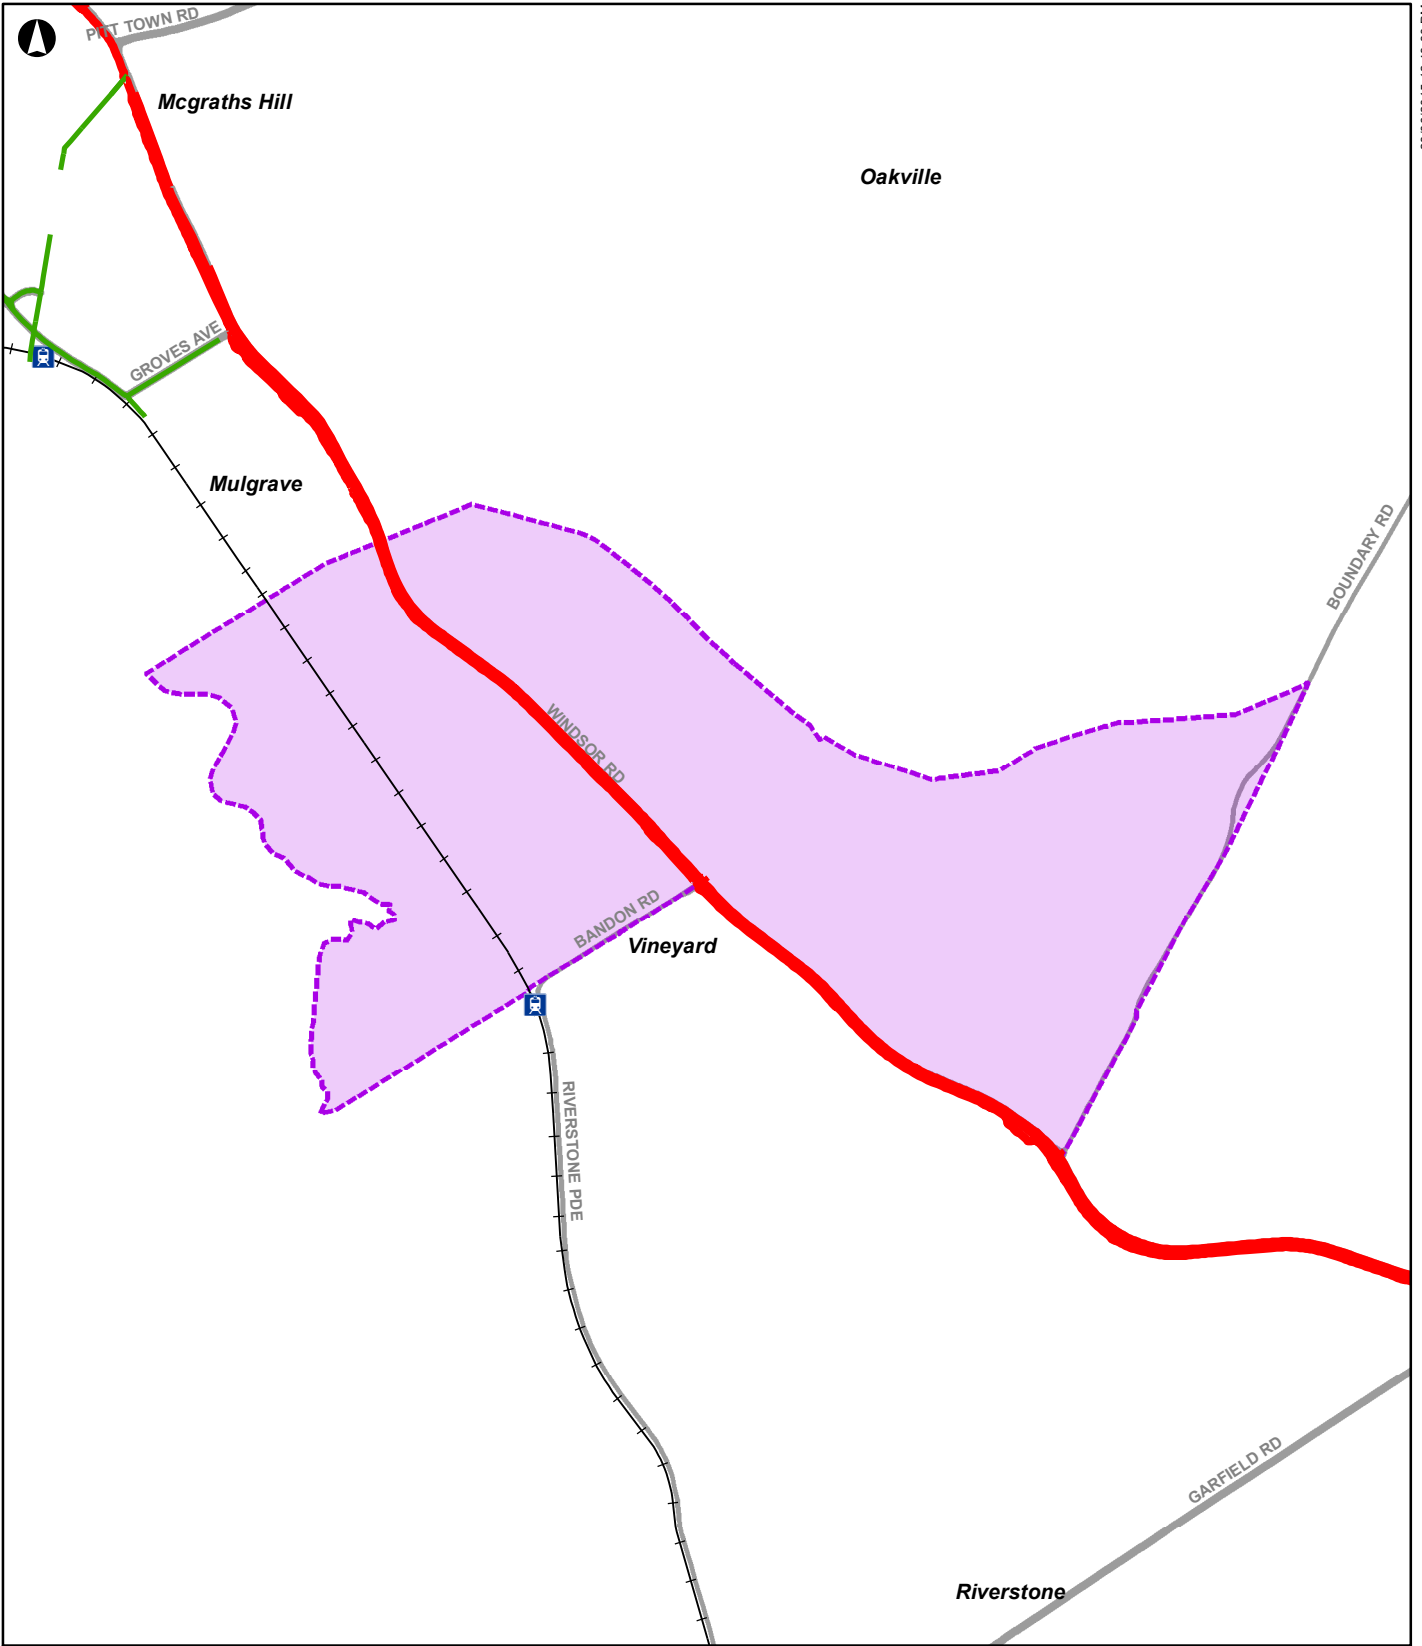 PITT TOWN RD
Mcgraths Hill
Oakville
GROVES AVE
Mulgrave
BOUNDARY RD
WINDSOR RD
BANDON RD
Vineyard
RIVERSTONE PDE
GARFIELD RD
Riverstone